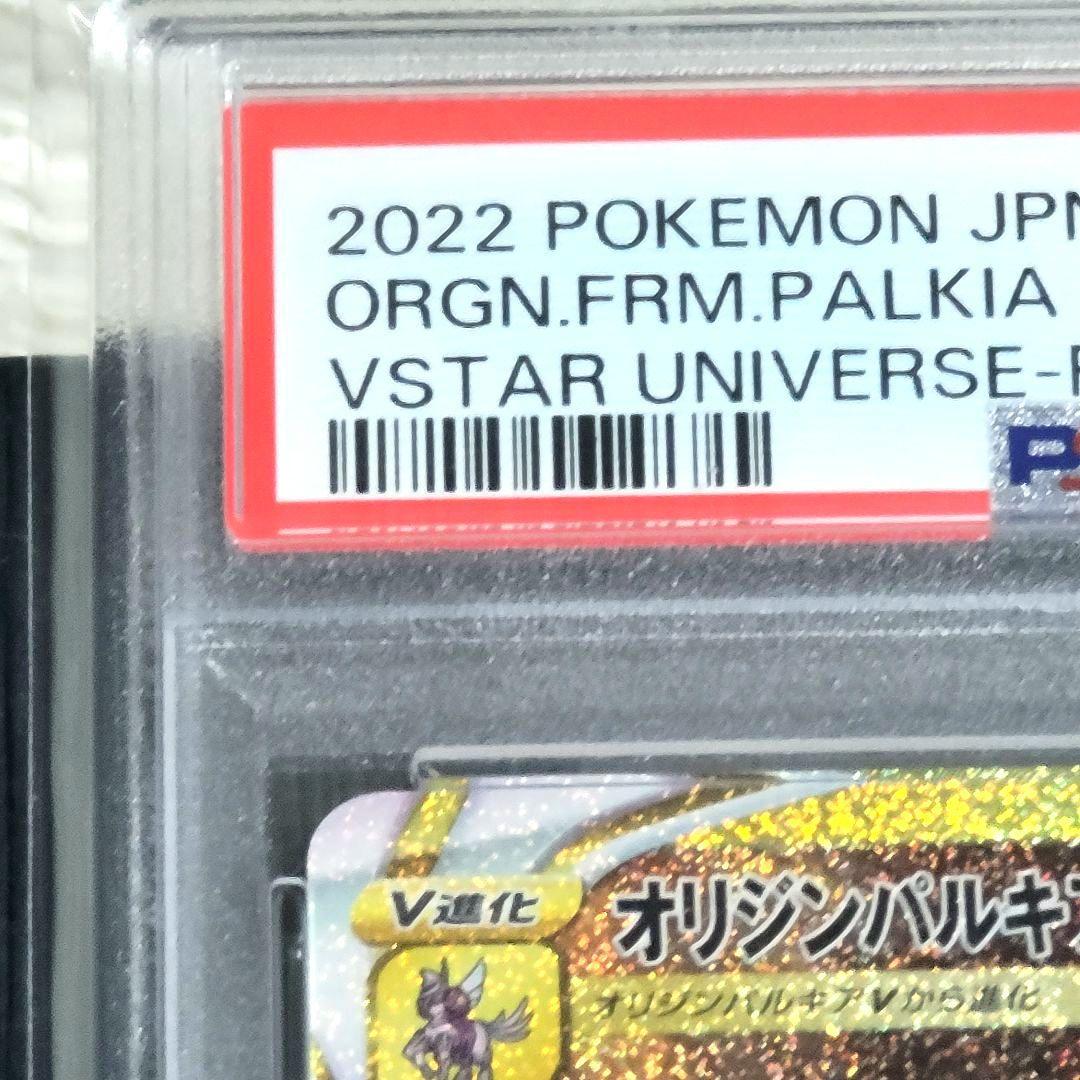 2022 POKEMON JPN
ORGN.FRM.PALKIA
VSTAR UNIVERSE-
V進化
オリジンパルキア
オリジンパルキアVから進化